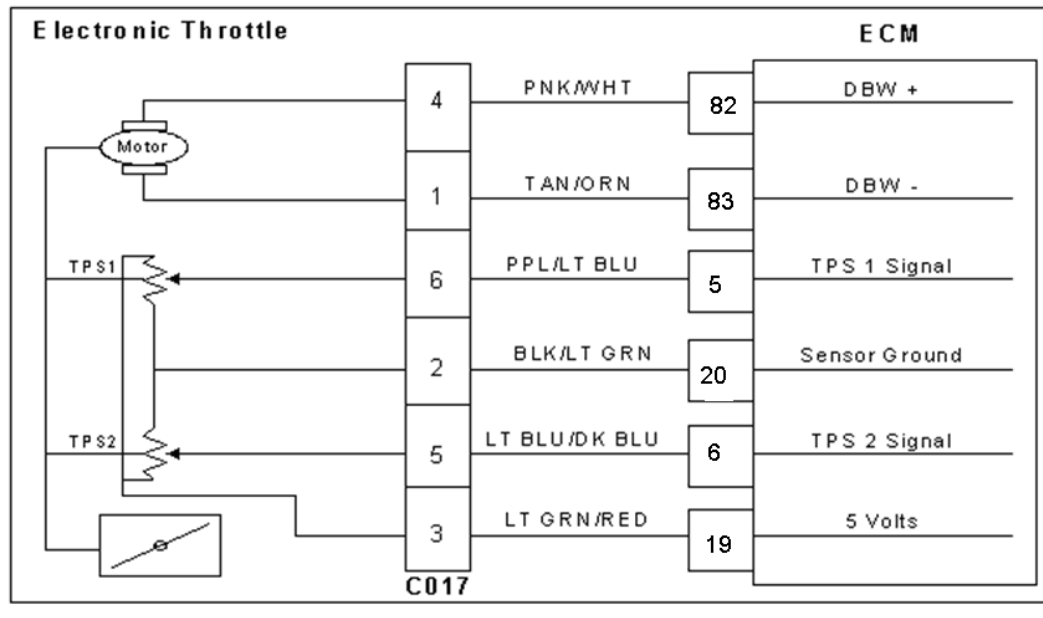 Electronic Throttle
ECM
4 PNK/WHT 82 DBW +
Motor
1 TAN/ORN 83 DBW -
TPS1 6 PPL/LT BLU 5 TPS 1 Signal
2 BLK/LT GRN 20 Sensor Ground
TPS2 5 LT BLU/DK BLU 6 TPS 2 Signal
3 LT GRN/RED 19 5 Volts
C017